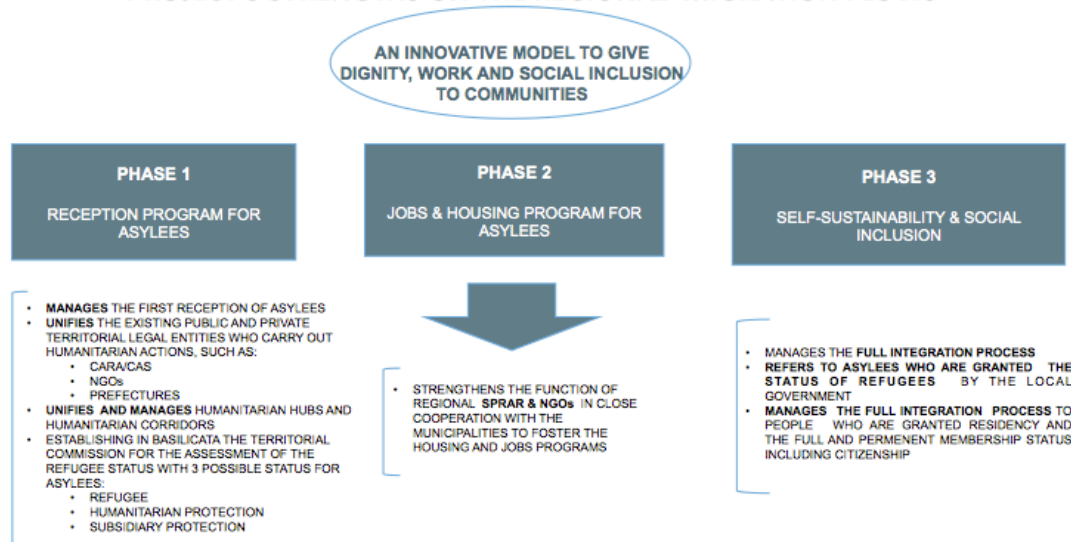 AN INNOVATIVE MODEL TO GIVE
DIGNITY, WORK AND SOCIAL INCLUSION
TO COMMUNITIES
PHASE 1
RECEPTION PROGRAM FOR
ASYLEES
PHASE 2
JOBS & HOUSING PROGRAM FOR
ASYLEES
PHASE 3
SELF-SUSTAINABILITY & SOCIAL
INCLUSION
• MANAGES THE FIRST RECEPTION OF ASYLEES
• UNIFIES THE EXISTING PUBLIC AND PRIVATE
TERRITORIAL LEGAL ENTITIES WHO CARRY OUT
HUMANITARIAN ACTIONS, SUCH AS:
• CARA/CAS
• NGOs
• PREFECTURES
• UNIFIES AND MANAGES HUMANITARIAN HUBS AND
HUMANITARIAN CORRIDORS
• ESTABLISHING IN BASILICATA THE TERRITORIAL
COMMISSION FOR THE ASSESSMENT OF THE
REFUGEE STATUS WITH 3 POSSIBLE STATUS FOR
ASYLEES:
• REFUGEE
• HUMANITARIAN PROTECTION
• SUBSIDIARY PROTECTION
• STRENGTHENS THE FUNCTION OF
REGIONAL SPRAR & NGOs IN CLOSE
COOPERATION WITH THE
MUNICIPALITIES TO FOSTER THE
HOUSING AND JOBS PROGRAMS
• MANAGES THE FULL INTEGRATION PROCESS
• REFERS TO ASYLEES WHO ARE GRANTED THE
STATUS OF REFUGEES BY THE LOCAL
GOVERNMENT
• MANAGES THE FULL INTEGRATION PROCESS TO
PEOPLE WHO ARE GRANTED RESIDENCY AND
THE FULL AND PERMENENT MEMBERSHIP STATUS
INCLUDING CITIZENSHIP